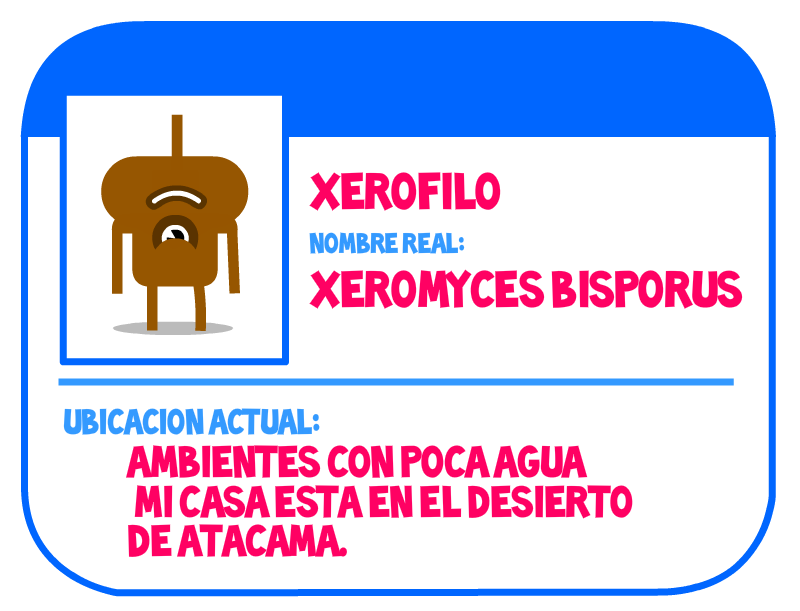 XEROFILO
NOMBRE REAL:
XEROMYCES BISPORUS
UBICACION ACTUAL:
AMBIENTES CON POCA AGUA
MI CASA ESTA EN EL DESIERTO
DE ATACAMA.